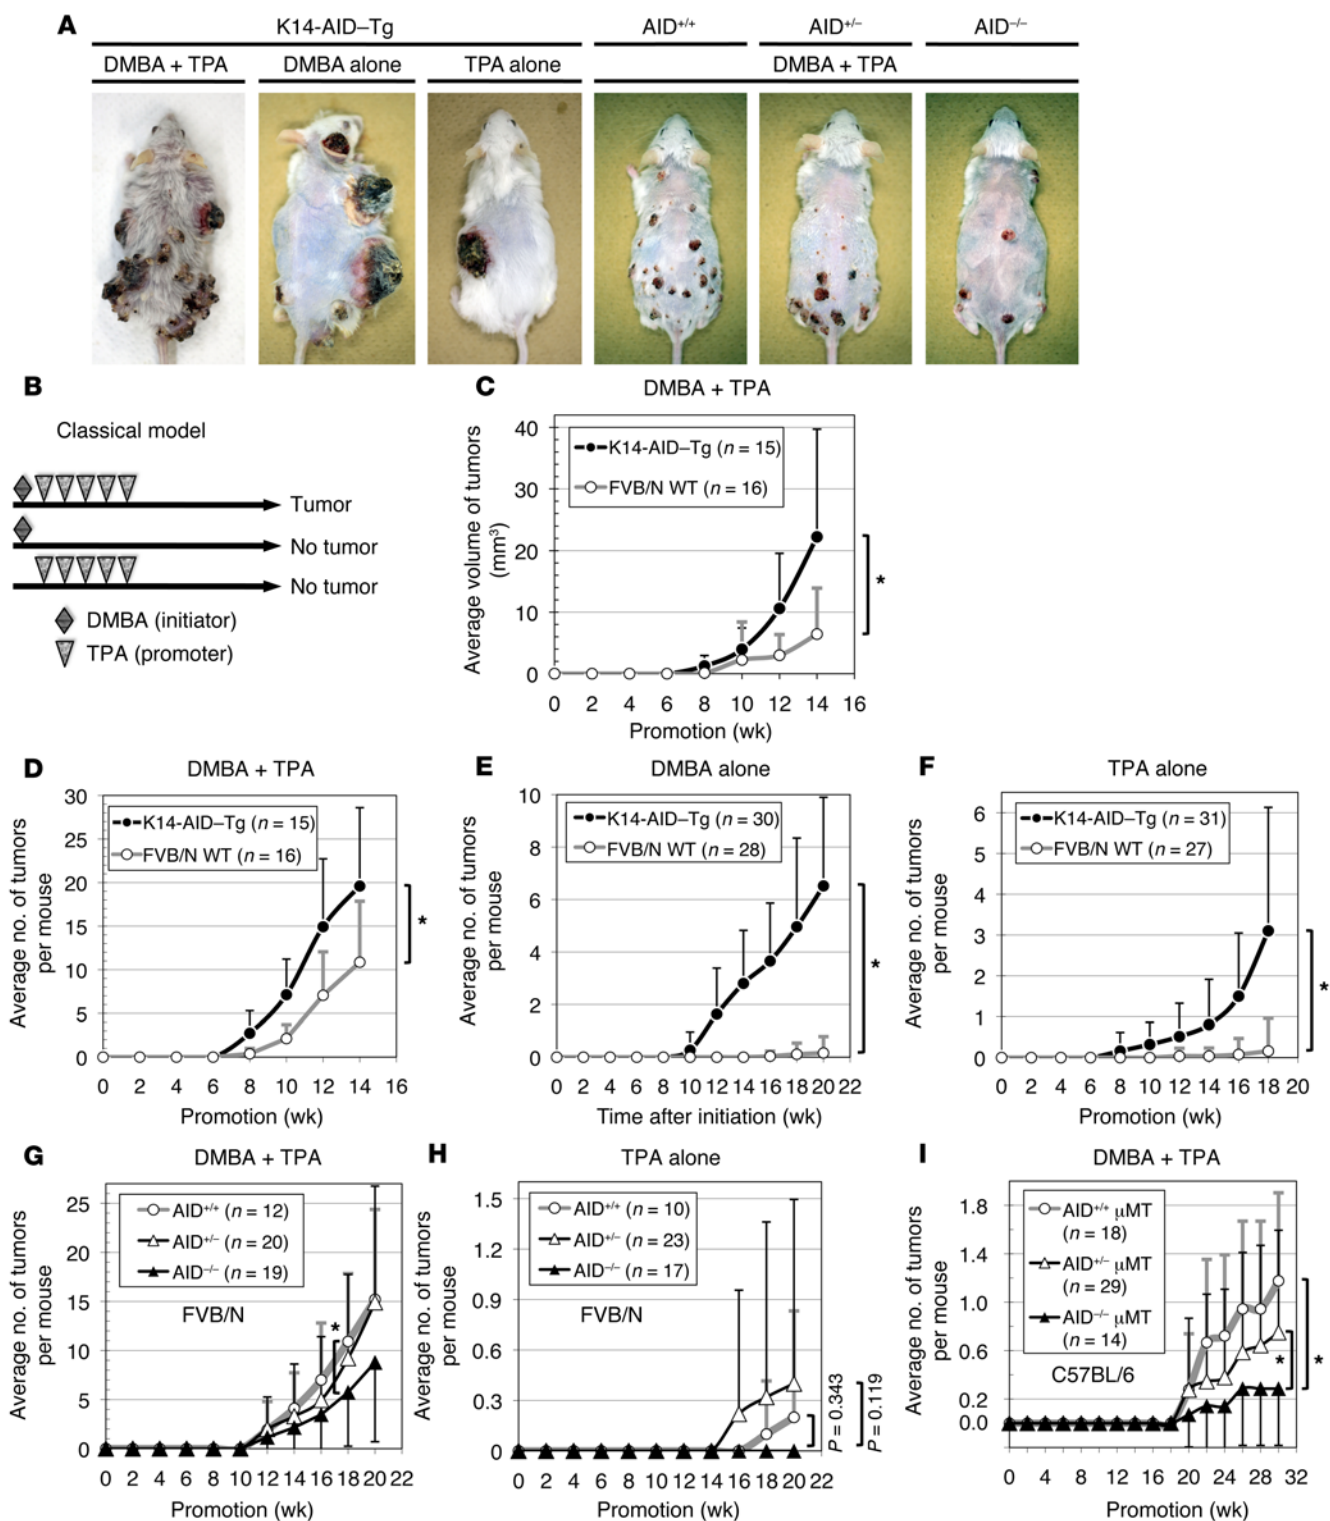 A
K14-AID–Tg
AID+/+
AID+/–
AID–/–
DMBA + TPA
DMBA alone
TPA alone
DMBA + TPA
B
Classical model
Tumor
No tumor
No tumor
DMBA (initiator)
TPA (promoter)
C
DMBA + TPA
Average volume of tumors
(mm³)
40
30
20
10
0
K14-AID–Tg (n = 15)
FVB/N WT (n = 16)
*
0 2 4 6 8 10 12 14 16
Promotion (wk)
D
DMBA + TPA
Average no. of tumors
per mouse
30
25
20
15
10
5
0
K14-AID–Tg (n = 15)
FVB/N WT (n = 16)
*
0 2 4 6 8 10 12 14 16
Promotion (wk)
E
DMBA alone
Average no. of tumors
per mouse
10
8
6
4
2
0
K14-AID–Tg (n = 30)
FVB/N WT (n = 28)
*
0 2 4 6 8 10 12 14 16 18 20 22
Time after initiation (wk)
F
TPA alone
Average no. of tumors
per mouse
6
5
4
3
2
1
0
K14-AID–Tg (n = 31)
FVB/N WT (n = 27)
*
0 2 4 6 8 10 12 14 16 18 20
Promotion (wk)
G
DMBA + TPA
Average no. of tumors
per mouse
25
20
15
10
5
0
AID+/+ (n = 12)
AID+/– (n = 20)
AID–/– (n = 19)
FVB/N
*
0 2 4 6 8 10 12 14 16 18 20 22
Promotion (wk)
H
TPA alone
Average no. of tumors
per mouse
1.5
1.2
0.9
0.6
0.3
0
AID+/+ (n = 10)
AID+/– (n = 23)
AID–/– (n = 17)
FVB/N
P = 0.343
P = 0.119
0 2 4 6 8 10 12 14 16 18 20 22
Promotion (wk)
I
DMBA + TPA
Average no. of tumors
per mouse
1.8
1.4
1.0
0.6
0.2
0.0
AID+/+ μMT
(n = 18)
AID+/– μMT
(n = 29)
AID–/– μMT
(n = 14)
C57BL/6
*
*
0 4 8 12 16 20 24 28 32
Promotion (wk)